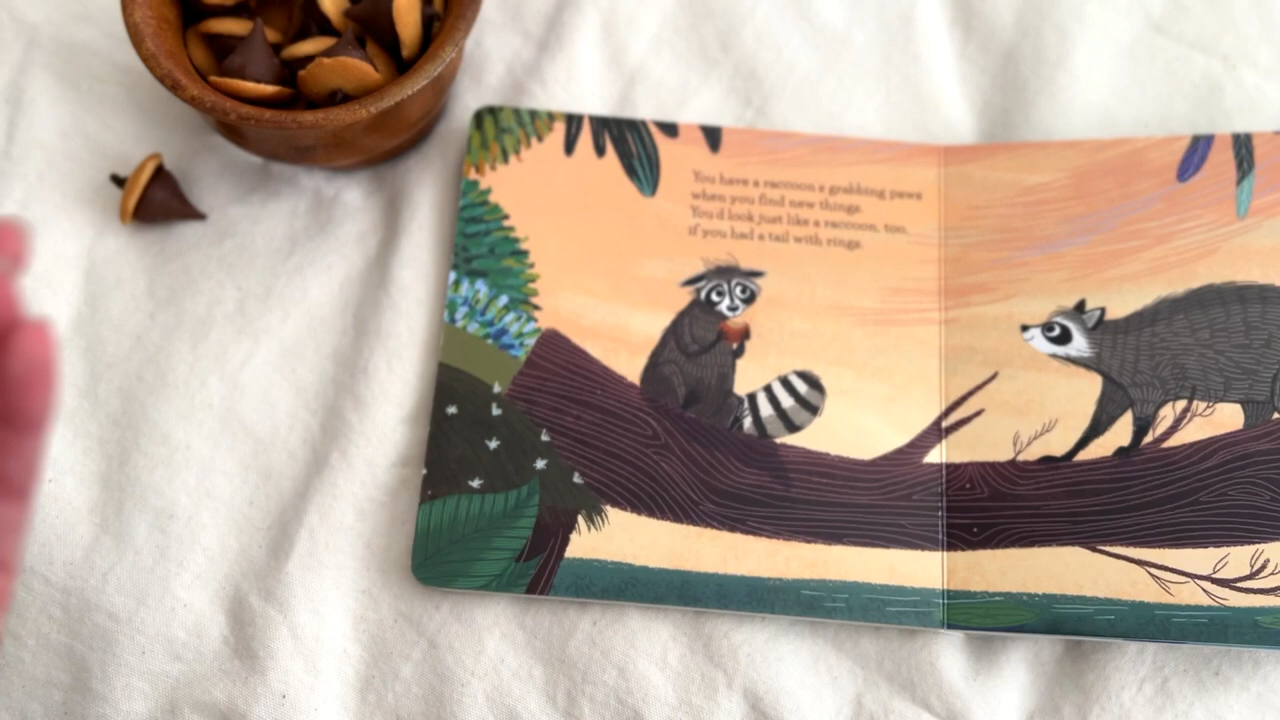 You have a raccoon s grabbing paws
when you find new things.
You d look just like a raccoon, too,
if you had a tail with rings.